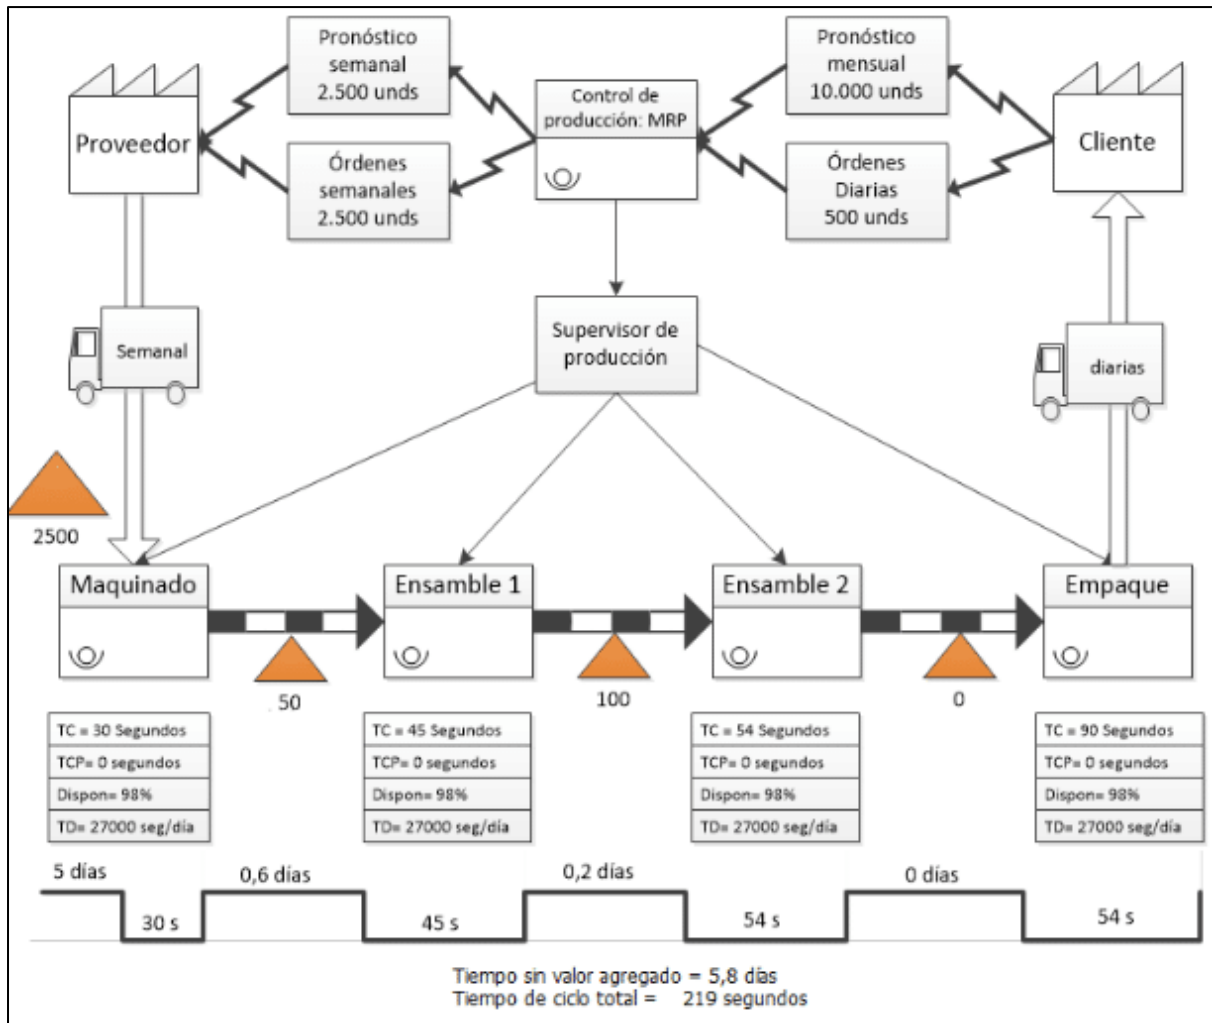 Pronóstico
semanal
2.500 unds
Pronóstico
mensual
10.000 unds
Control de
producción: MRP
Proveedor
Cliente
Órdenes
semanales
2.500 unds
Órdenes
Diarias
500 unds
Supervisor de
producción
Semanal
diarias
2500
Maquinado
Ensamble 1
Ensamble 2
Empaque
50
100
0
TC = 30 Segundos
TCP= 0 segundos
Dispon= 98%
TD= 27000 seg/día
TC = 45 Segundos
TCP= 0 segundos
Dispon= 98%
TD= 27000 seg/día
TC = 54 Segundos
TCP= 0 segundos
Dispon= 98%
TD= 27000 seg/día
TC = 90 Segundos
TCP= 0 segundos
Dispon= 98%
TD= 27000 seg/día
5 días
0,6 días
0,2 días
0 días
30 s
45 s
54 s
54 s
Tiempo sin valor agregado = 5,8 días
Tiempo de ciclo total = 219 segundos